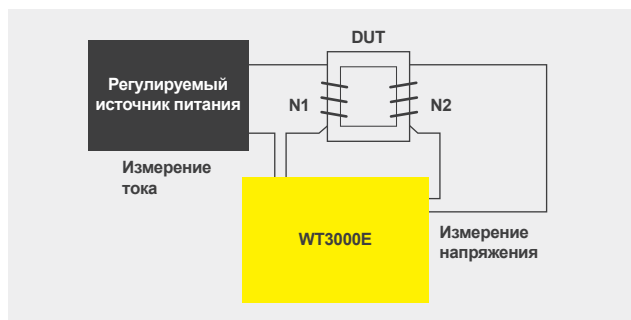 DUT
Регулируемый
источник питания
N1
N2
Измерение
тока
WT3000E
Измерение
напряжения